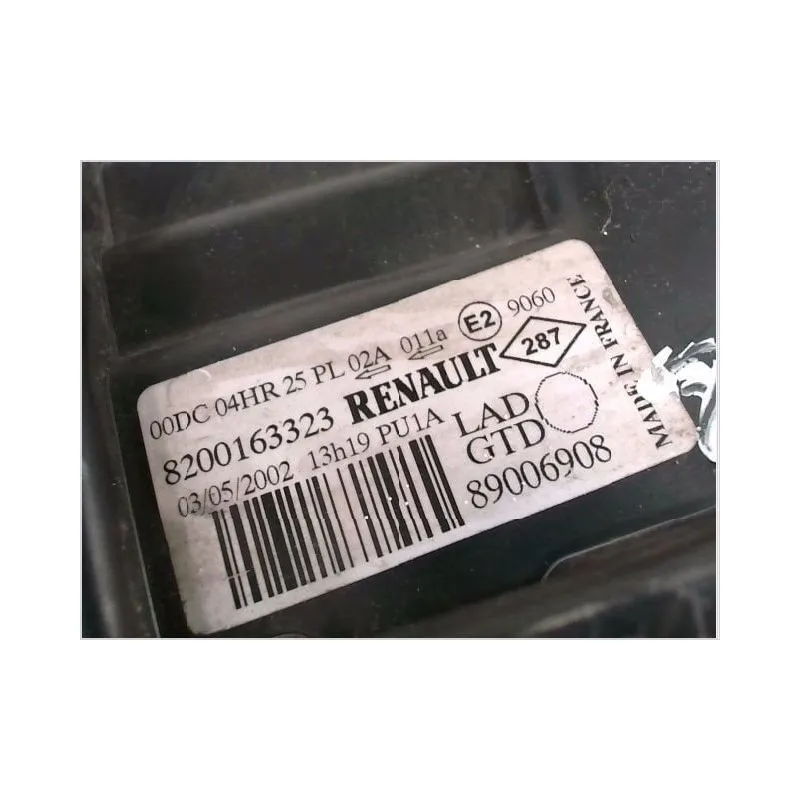 00DC 04HR 25 PL 02A 011a E2 9060
8200163323 RENAULT 287
03/05/2002 13h19 PU1A LAD
GTD
89006908
MADE IN FRANCE